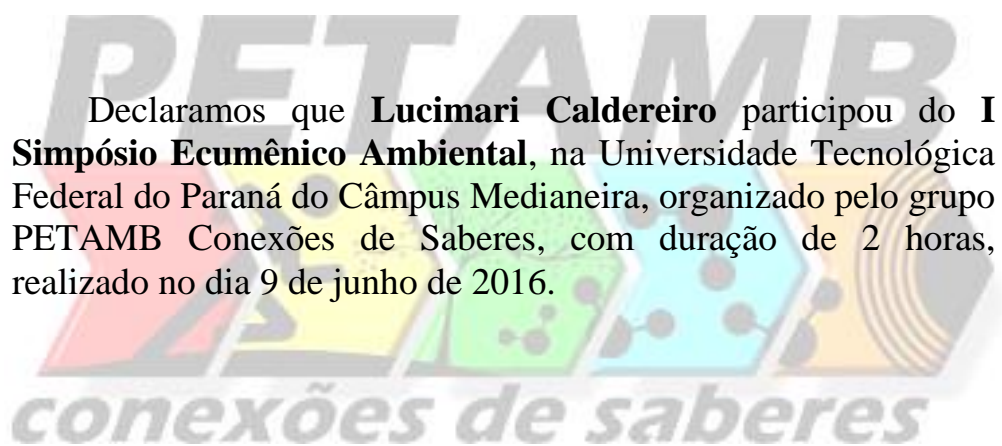 PETAMB
Declaramos que Lucimari Caldereiro participou do I
Simpósio Ecumênico Ambiental, na Universidade Tecnológica
Federal do Paraná do Câmpus Medianeira, organizado pelo grupo
PETAMB Conexões de Saberes, com duração de 2 horas,
realizado no dia 9 de junho de 2016.
conexões de saberes